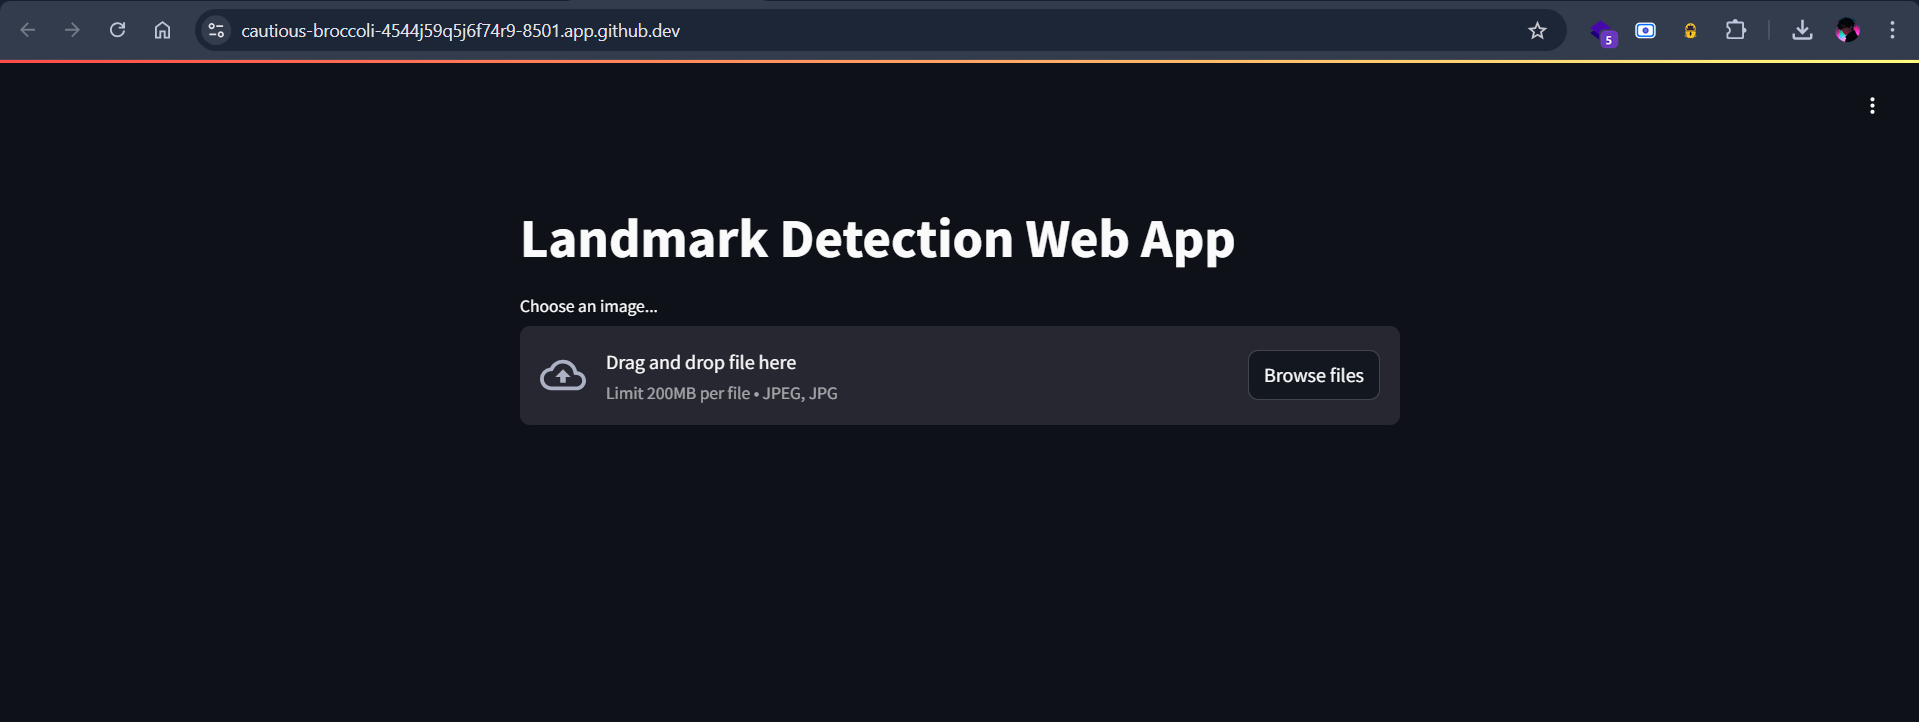 cautious-broccoli-4544j59q5j6f74r9-8501.app.github.dev
5
Landmark Detection Web App
Choose an image...
Drag and drop file here
Limit 200MB per file • JPEG, JPG
Browse files